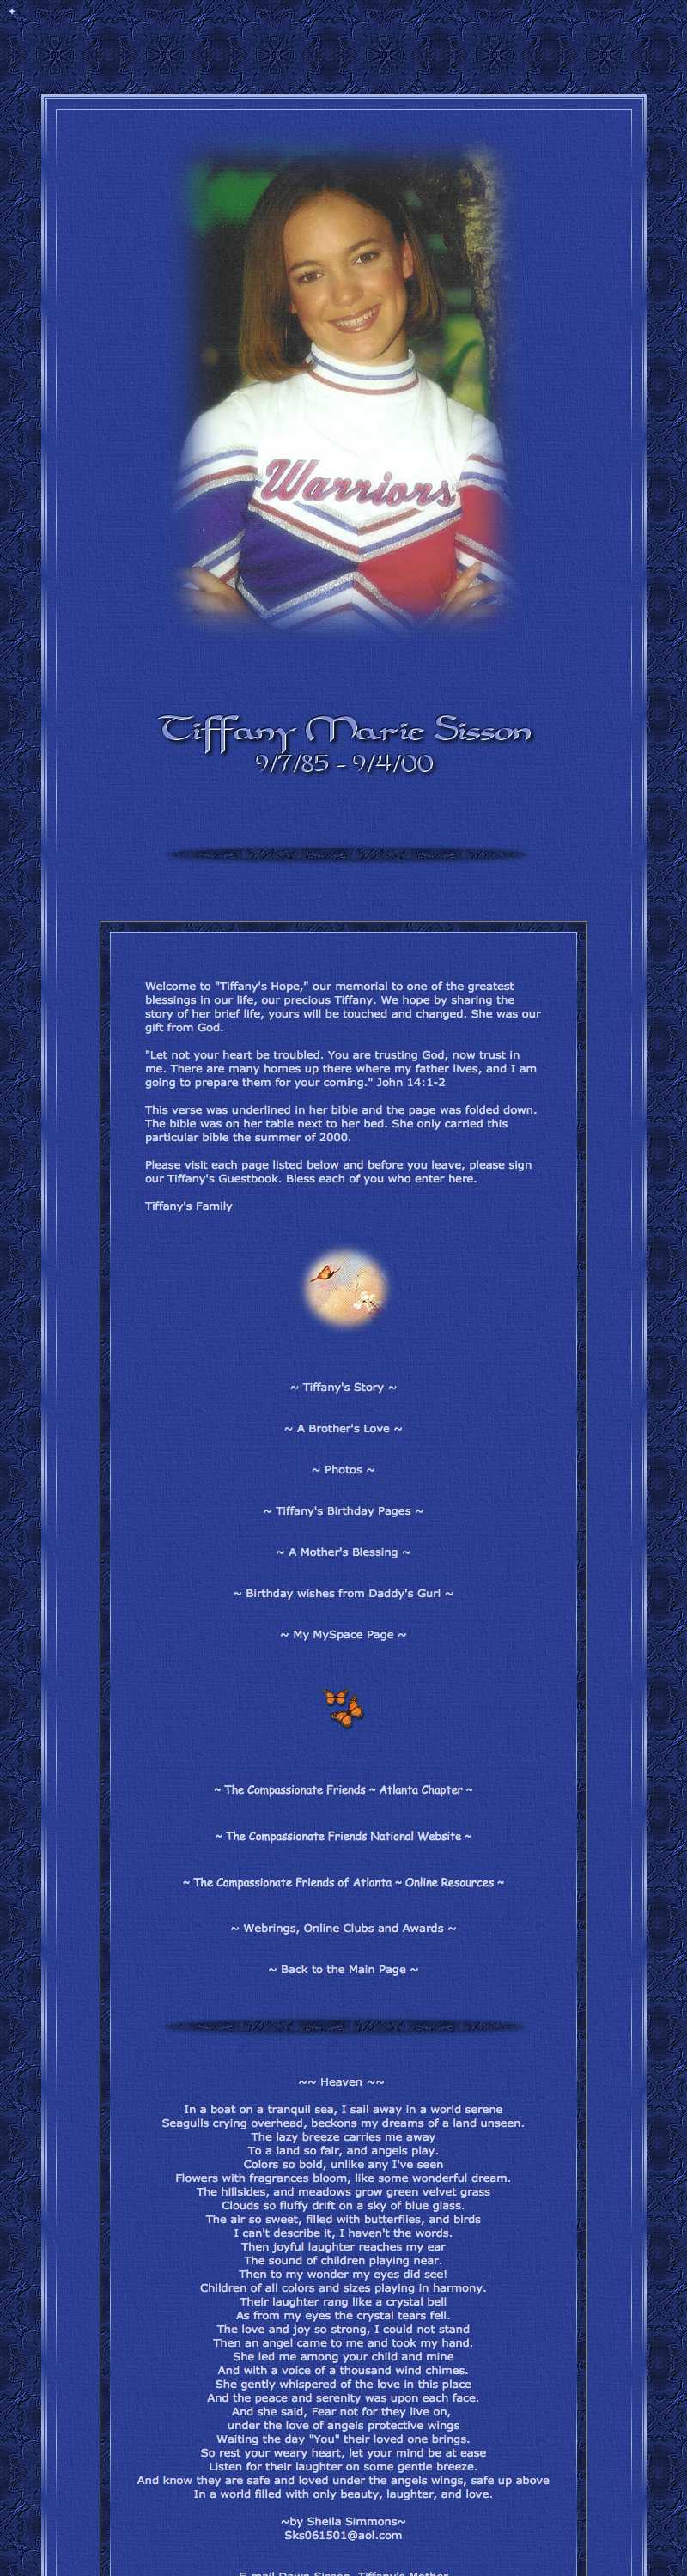 Warriors
Tiffany Marie Sisson
9/7/85 - 9/4/00
Welcome to "Tiffany's Hope," our memorial to one of the greatest
blessings in our life, our precious Tiffany. We hope by sharing the
story of her brief life, yours will be touched and changed. She was our
gift from God.
"Let not your heart be troubled. You are trusting God, now trust in
me. There are many homes up there where my father lives, and I am
going to prepare them for your coming." John 14:1-2
This verse was underlined in her bible and the page was folded down.
The bible was on her table next to her bed. She only carried this
particular bible the summer of 2000.
Please visit each page listed below and before you leave, please sign
our Tiffany's Guestbook. Bless each of you who enter here.
Tiffany's Family
~ Tiffany's Story ~
~ A Brother's Love ~
~ Photos ~
~ Tiffany's Birthday Pages ~
~ A Mother's Blessing ~
~ Birthday wishes from Daddy's Gurl ~
~ My MySpace Page ~
~ The Compassionate Friends ~ Atlanta Chapter ~
~ The Compassionate Friends National Website ~
~ The Compassionate Friends of Atlanta ~ Online Resources ~
~ Webrings, Online Clubs and Awards ~
~ Back to the Main Page ~
~~ Heaven ~~
In a boat on a tranquil sea, I sail away in a world serene
Seagulls crying overhead, beckons my dreams of a land unseen.
The lazy breeze carries me away
To a land so fair, and angels play.
Colors so bold, unlike any I've seen
Flowers with fragrances bloom, like some wonderful dream.
The hillsides, and meadows grow green velvet grass
Clouds so fluffy drift on a sky of blue glass.
The air so sweet, filled with butterflies, and birds
I can't describe it, I haven't the words.
Then joyful laughter reaches my ear
The sound of children playing near.
Then to my wonder my eyes did see!
Children of all colors and sizes playing in harmony.
Their laughter rang like a crystal bell
As from my eyes the crystal tears fell.
The love and joy so strong, I could not stand
Then an angel came to me and took my hand.
She led me among your child and mine
And with a voice of a thousand wind chimes.
She gently whispered of the love in this place
And the peace and serenity was upon each face.
And she said, Fear not for they live on,
under the love of angels protective wings
Waiting the day "You" their loved one brings.
So rest your weary heart, let your mind be at ease
Listen for their laughter on some gentle breeze.
And know they are safe and loved under the angels wings, safe up above
In a world filled with only beauty, laughter, and love.
~by Sheila Simmons~
Sks061501@aol.com
E-mail Dawn Sisson, Tiffany's Mother